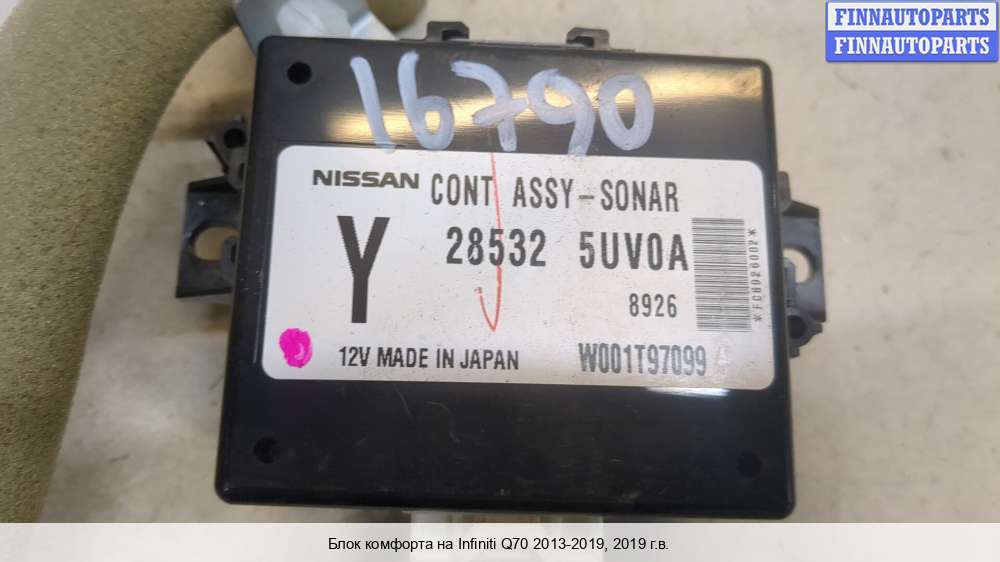 FINNAUTOPARTS
FINNAUTOPARTS
16790
NISSAN CONT ASSY-SONAR
Y
28532 5UV0A
8926
*FC8926002*
12V MADE IN JAPAN W001T97099
Блок комфорта на Infiniti Q70 2013-2019, 2019 г.в.